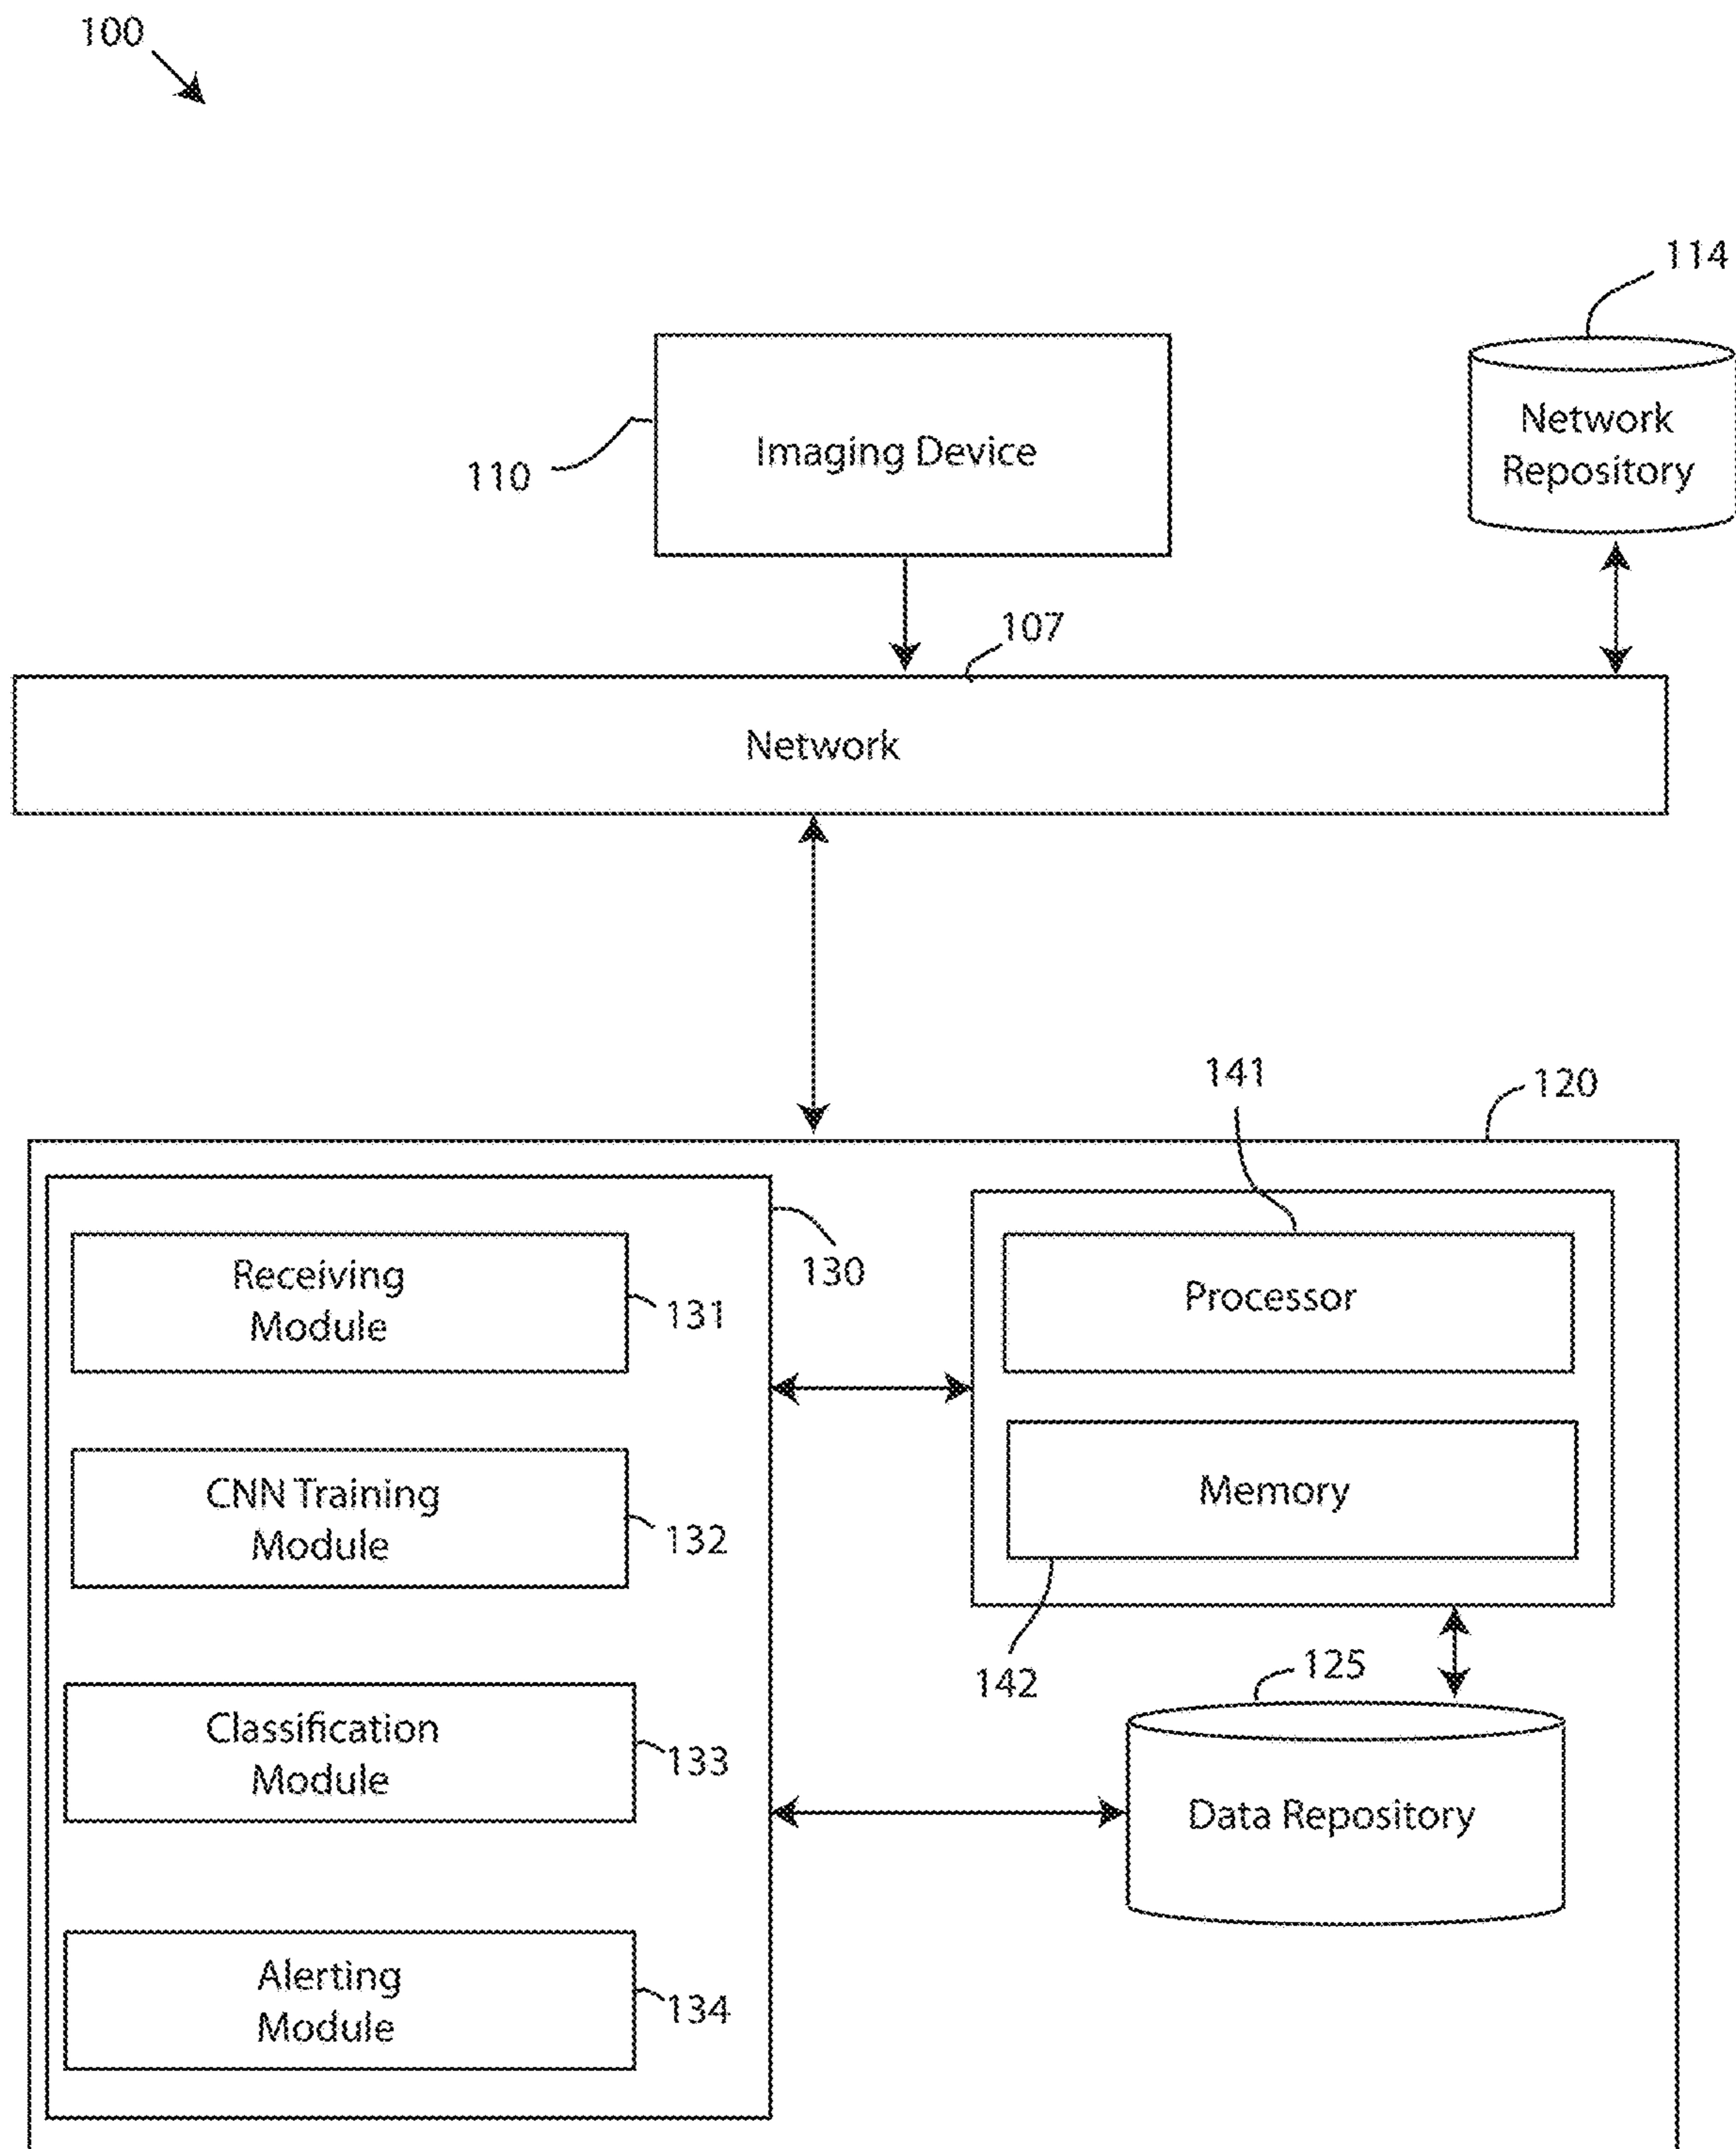 100
114
Network
Repository
Imaging Device
110
107
Network
141
120
Receiving
Module
131
130
Processor
CNN Training
Module
132
Memory
142
125
Classification
Module
133
Data Repository
Alerting
Module
134